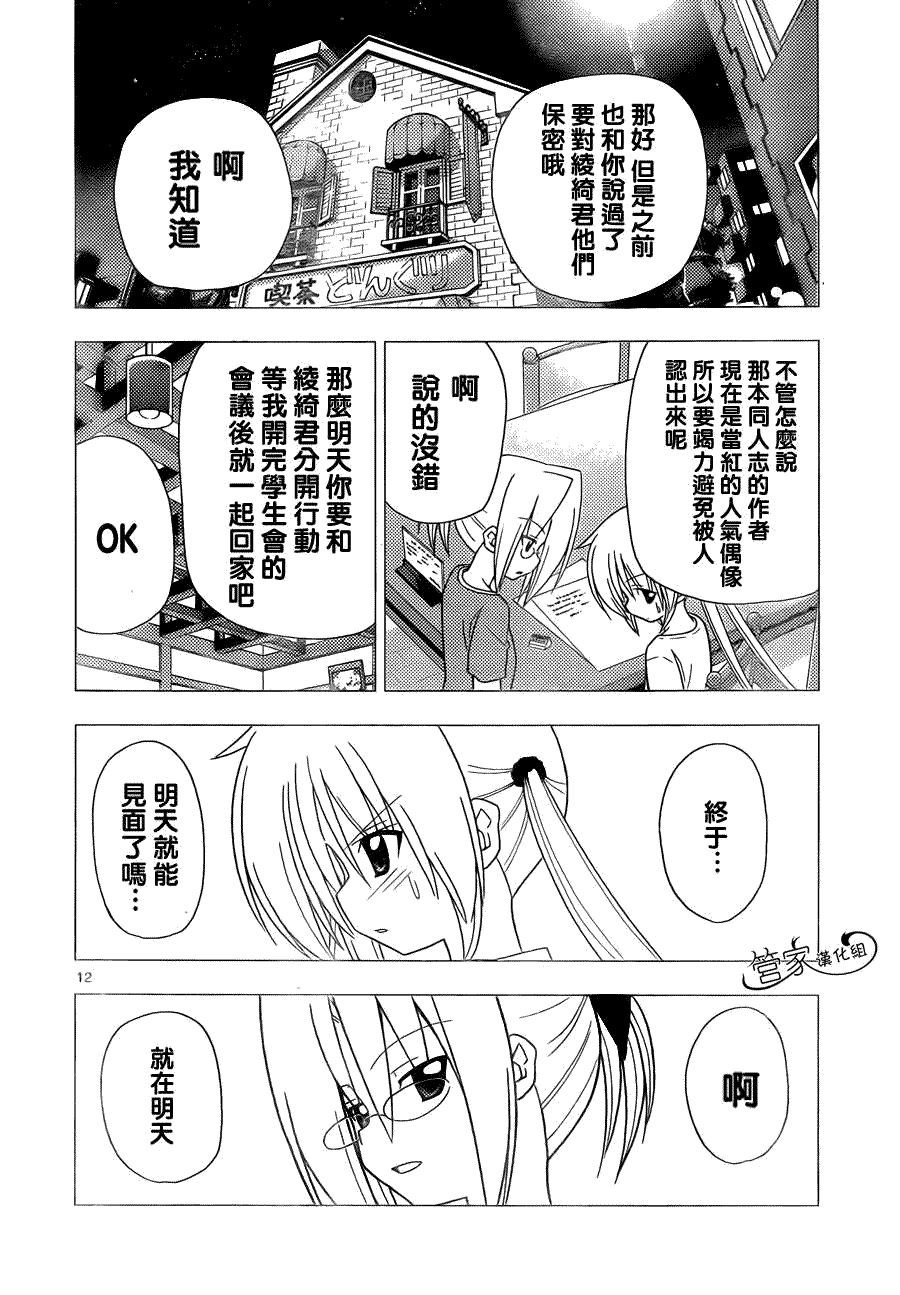 那好 但是之前
也和你說過了
要對綾綺君他們
保密哦
啊
我知道
喫茶 どんぐり
不管怎麼說
那本同人志的作者
現在是當紅的人氣偶像
所以要竭力避免被人
認出來呢
啊
說的沒錯
那麼明天你要和
綾綺君分開行動
等我開完學生會的
會議後就一起回家吧
OK
終于…
明天就能
見面了嗎…
管家漢化組
12
啊
就在明天